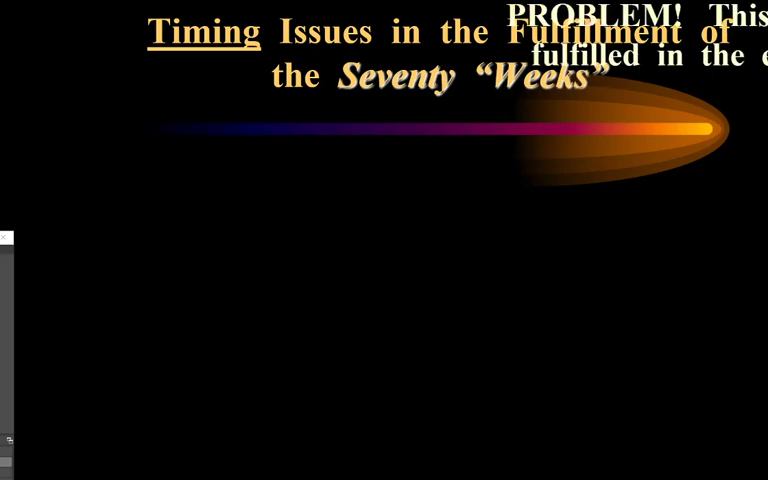 PROBLEM! This
Timing Issues in the Fulfillment of
fulfilled in the e
the Seventy “Weeks”